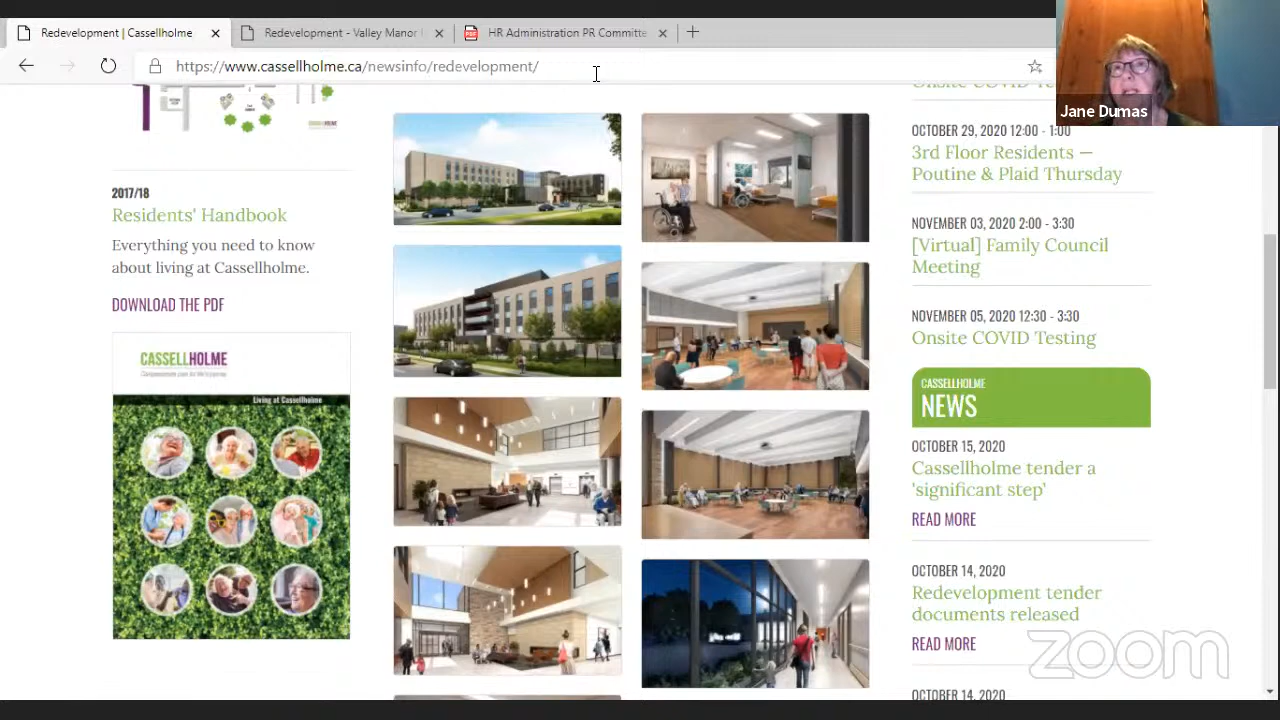 Redevelopment | Cassellholme
Redevelopment - Valley Manor
HR Administration PR Committe
https://www.cassellholme.ca/newsinfo/redevelopment/
Jane Dumas
2017/18
Residents' Handbook
Everything you need to know
about living at Cassellholme.
DOWNLOAD THE PDF
CASSELLHOLME
Living at Cassellholme
Onsite COVID Te
OCTOBER 29, 2020 12:00 - 1:00
3rd Floor Residents —
Poutine & Plaid Thursday
NOVEMBER 03, 2020 2:00 - 3:30
[Virtual] Family Council
Meeting
NOVEMBER 05, 2020 12:30 - 3:30
Onsite COVID Testing
CASSELLHOLME
NEWS
OCTOBER 15, 2020
Cassellholme tender a
'significant step'
READ MORE
OCTOBER 14, 2020
Redevelopment tender
documents released
READ MORE
OCTOBER 14, 2020
zoom